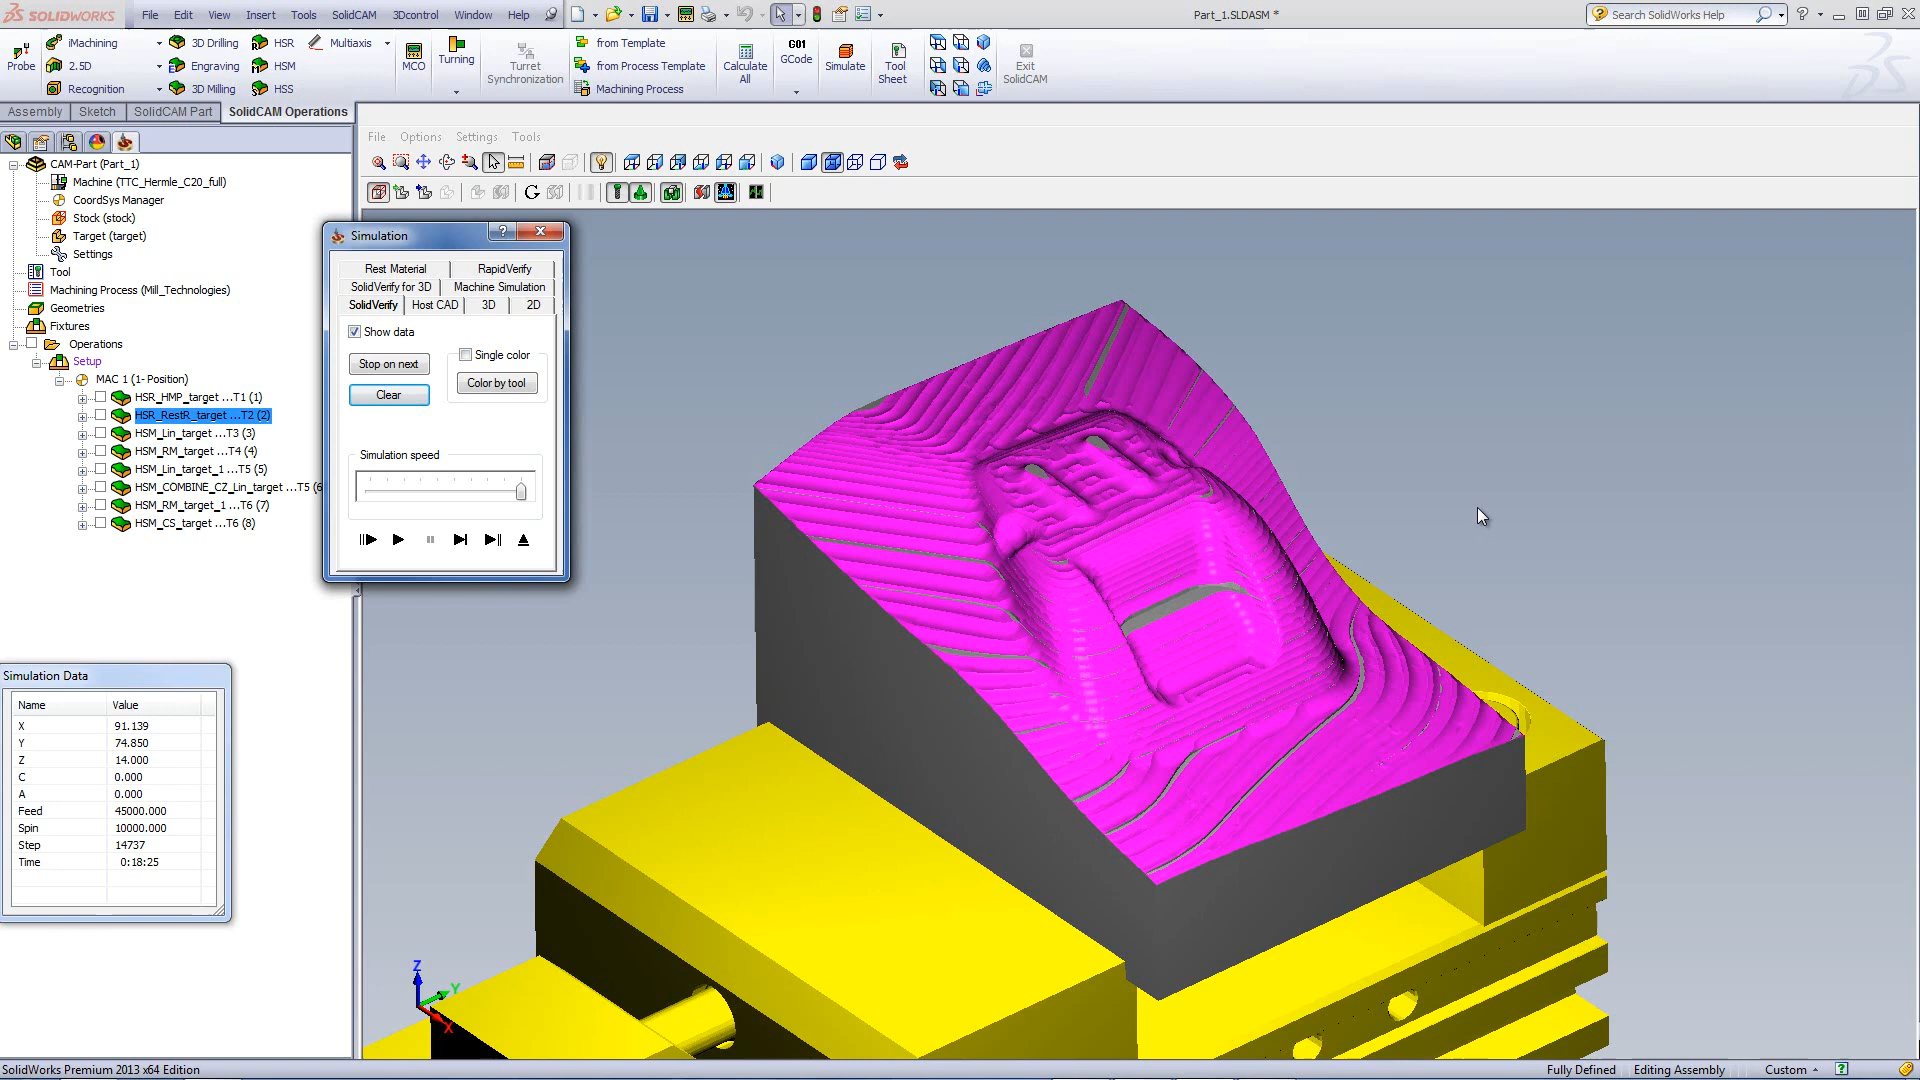 SOLIDWORKS File Edit View Insert Tools SolidCAM 3Dcontrol Window Help Part_1.SLDASM * Search SolidWorks Help
iMachining 3D Drilling HSR Multiaxis
2.5D Engraving HSM
Recognition 3D Milling HSS
Probe
MCO
Turning
Turret Synchronization
from Template
from Process Template
Machining Process
Calculate All
G01
GCode
Simulate
Tool Sheet
Exit SolidCAM
Assembly Sketch SolidCAM Part SolidCAM Operations
File Options Settings Tools
CAM-Part (Part_1)
Machine (TTC_Hermle_C20_full)
CoordSys Manager
Stock (stock)
Target (target)
Settings
Tool
Machining Process (Mill_Technologies)
Geometries
Fixtures
Operations
Setup
MAC 1 (1- Position)
HSR_HMP_target ...T1 (1)
HSR_RestR_target ...T2 (2)
HSM_Lin_target ...T3 (3)
HSM_RM_target ...T4 (4)
HSM_Lin_target_1 ...T5 (5)
HSM_COMBINE_CZ_Lin_target ...T5 (6
HSM_RM_target_1 ...T6 (7)
HSM_CS_target ...T6 (8)
Simulation
Rest Material RapidVerify
SolidVerify for 3D Machine Simulation
SolidVerify Host CAD 3D 2D
Show data
Stop on next
Single color
Clear
Color by tool
Simulation speed
Simulation Data
Name Value
X 91.139
Y 74.850
Z 14.000
C 0.000
A 0.000
Feed 45000.000
Spin 10000.000
Step 14737
Time 0:18:25
Z
Y
X
SolidWorks Premium 2013 x64 Edition Fully Defined Editing Assembly Custom